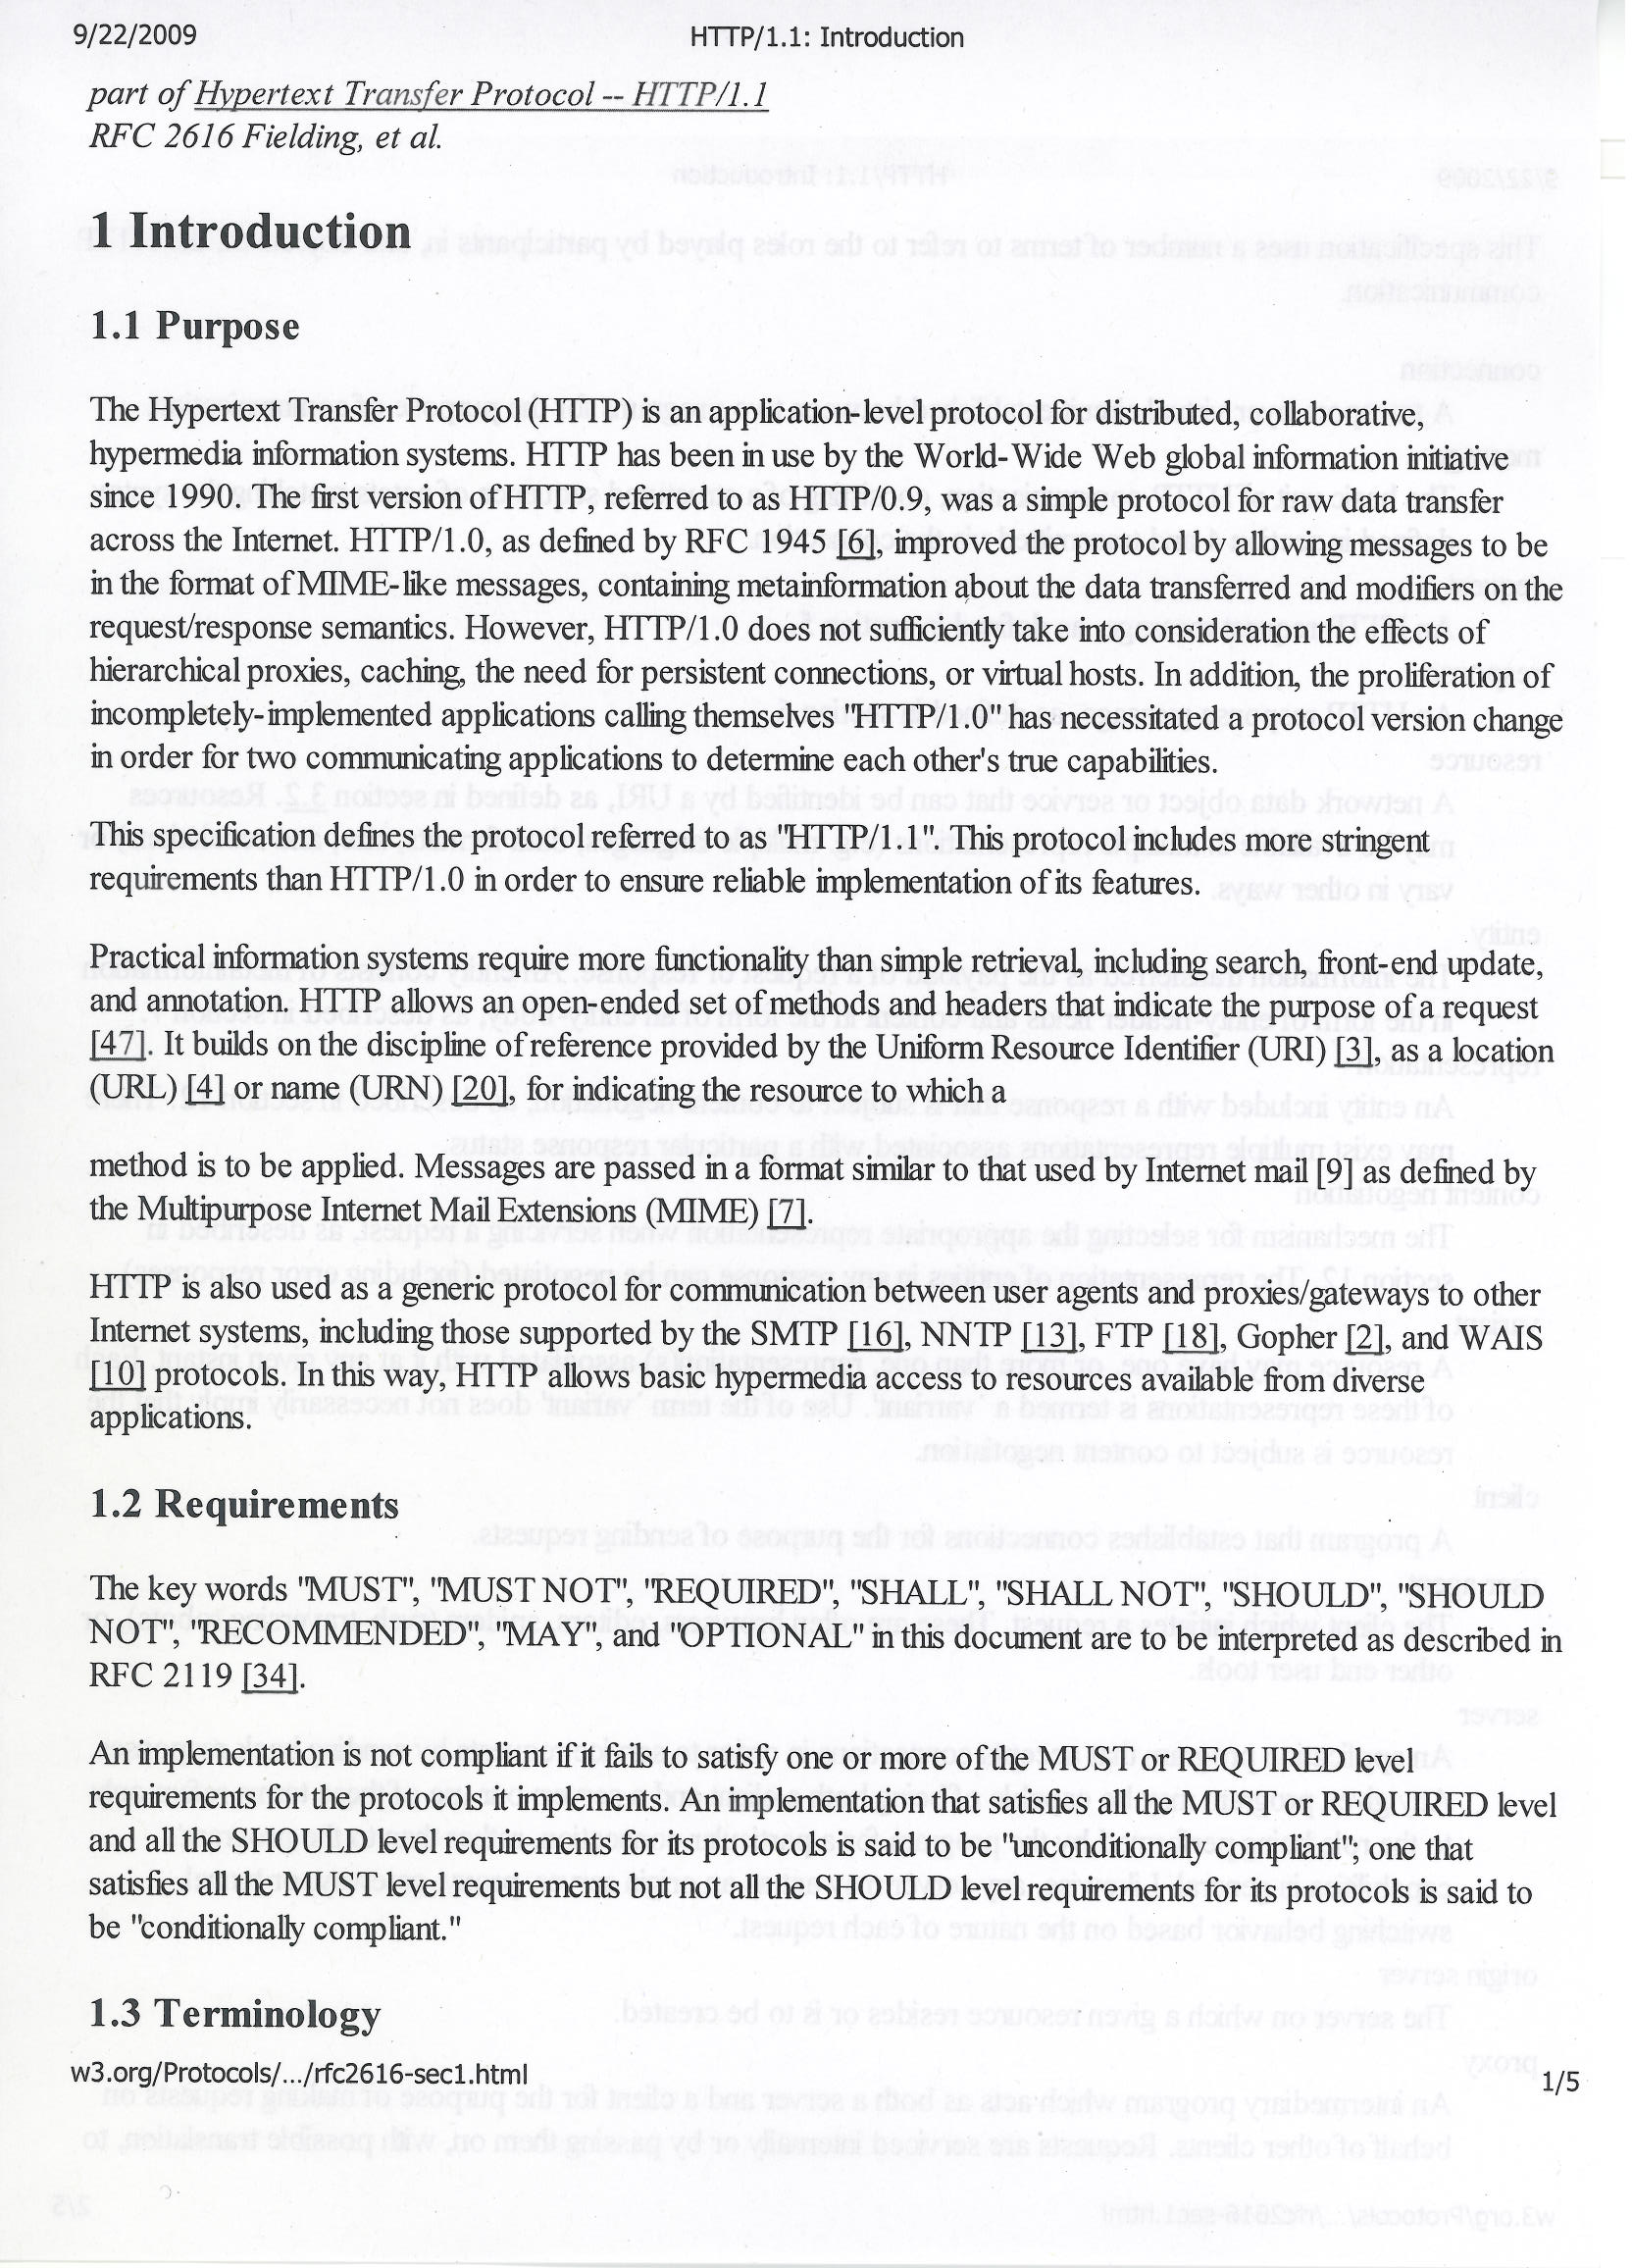 9/22/2009 HTTP/1.1: Introduction
part of Hypertext Transfer Protocol -- HTTP/1.1
RFC 2616 Fielding, et al.
1 Introduction
1.1 Purpose
The Hypertext Transfer Protocol (HTTP) is an application-level protocol for distributed, collaborative,
hypermedia information systems. HTTP has been in use by the World-Wide Web global information initiative
since 1990. The first version of HTTP, referred to as HTTP/0.9, was a simple protocol for raw data transfer
across the Internet. HTTP/1.0, as defined by RFC 1945 [6], improved the protocol by allowing messages to be
in the format of MIME-like messages, containing metainformation about the data transferred and modifiers on the
request/response semantics. However, HTTP/1.0 does not sufficiently take into consideration the effects of
hierarchical proxies, caching, the need for persistent connections, or virtual hosts. In addition, the proliferation of
incompletely-implemented applications calling themselves "HTTP/1.0" has necessitated a protocol version change
in order for two communicating applications to determine each other's true capabilities.
This specification defines the protocol referred to as "HTTP/1.1". This protocol includes more stringent
requirements than HTTP/1.0 in order to ensure reliable implementation of its features.
Practical information systems require more functionality than simple retrieval, including search, front-end update,
and annotation. HTTP allows an open-ended set of methods and headers that indicate the purpose of a request
[47]. It builds on the discipline of reference provided by the Uniform Resource Identifier (URI) [3], as a location
(URL) [4] or name (URN) [20], for indicating the resource to which a
method is to be applied. Messages are passed in a format similar to that used by Internet mail [9] as defined by
the Multipurpose Internet Mail Extensions (MIME) [7].
HTTP is also used as a generic protocol for communication between user agents and proxies/gateways to other
Internet systems, including those supported by the SMTP [16], NNTP [13], FTP [18], Gopher [2], and WAIS
[10] protocols. In this way, HTTP allows basic hypermedia access to resources available from diverse
applications.
1.2 Requirements
The key words "MUST", "MUST NOT", "REQUIRED", "SHALL", "SHALL NOT", "SHOULD", "SHOULD
NOT", "RECOMMENDED", "MAY", and "OPTIONAL" in this document are to be interpreted as described in
RFC 2119 [34].
An implementation is not compliant if it fails to satisfy one or more of the MUST or REQUIRED level
requirements for the protocols it implements. An implementation that satisfies all the MUST or REQUIRED level
and all the SHOULD level requirements for its protocols is said to be "unconditionally compliant"; one that
satisfies all the MUST level requirements but not all the SHOULD level requirements for its protocols is said to
be "conditionally compliant."
1.3 Terminology
w3.org/Protocols/.../rfc2616-sec1.html 1/5